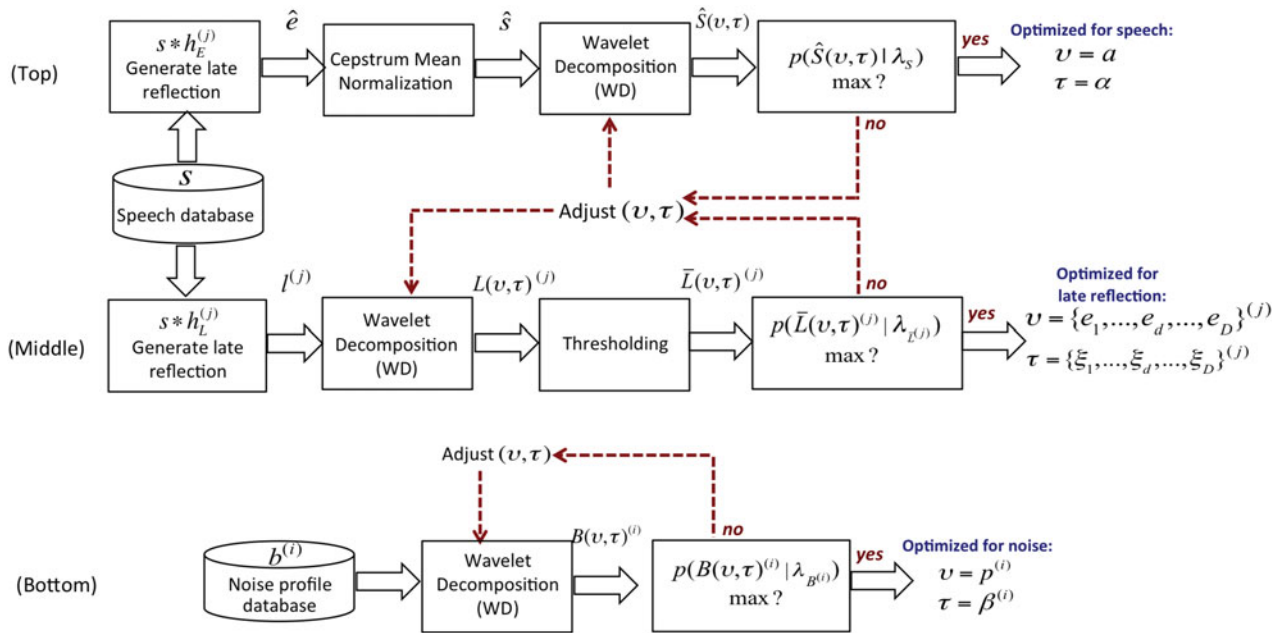 (Top)
s ∗ h_E^(j)
Generate late
reflection
ê
Cepstrum Mean
Normalization
ŝ
Wavelet
Decomposition
(WD)
Ŝ(υ,τ)
p(Ŝ(υ,τ) | λ_S)
max ?
yes
no
Optimized for speech:
υ = a
τ = α
s
Speech database
Adjust (υ,τ)
(Middle)
s ∗ h_L^(j)
Generate late
reflection
l^(j)
Wavelet
Decomposition
(WD)
L(υ,τ)^(j)
Thresholding
L̄(υ,τ)^(j)
p(L̄(υ,τ)^(j) | λ_L̄^(j))
max ?
no
yes
Optimized for
late reflection:
υ = {e_1,...,e_d,...,e_D}^(j)
τ = {ξ_1,...,ξ_d,...,ξ_D}^(j)
Adjust (υ,τ)
(Bottom)
b^(i)
Noise profile
database
Wavelet
Decomposition
(WD)
B(υ,τ)^(i)
p(B(υ,τ)^(i) | λ_B^(i))
max ?
no
yes
Optimized for noise:
υ = p^(i)
τ = β^(i)